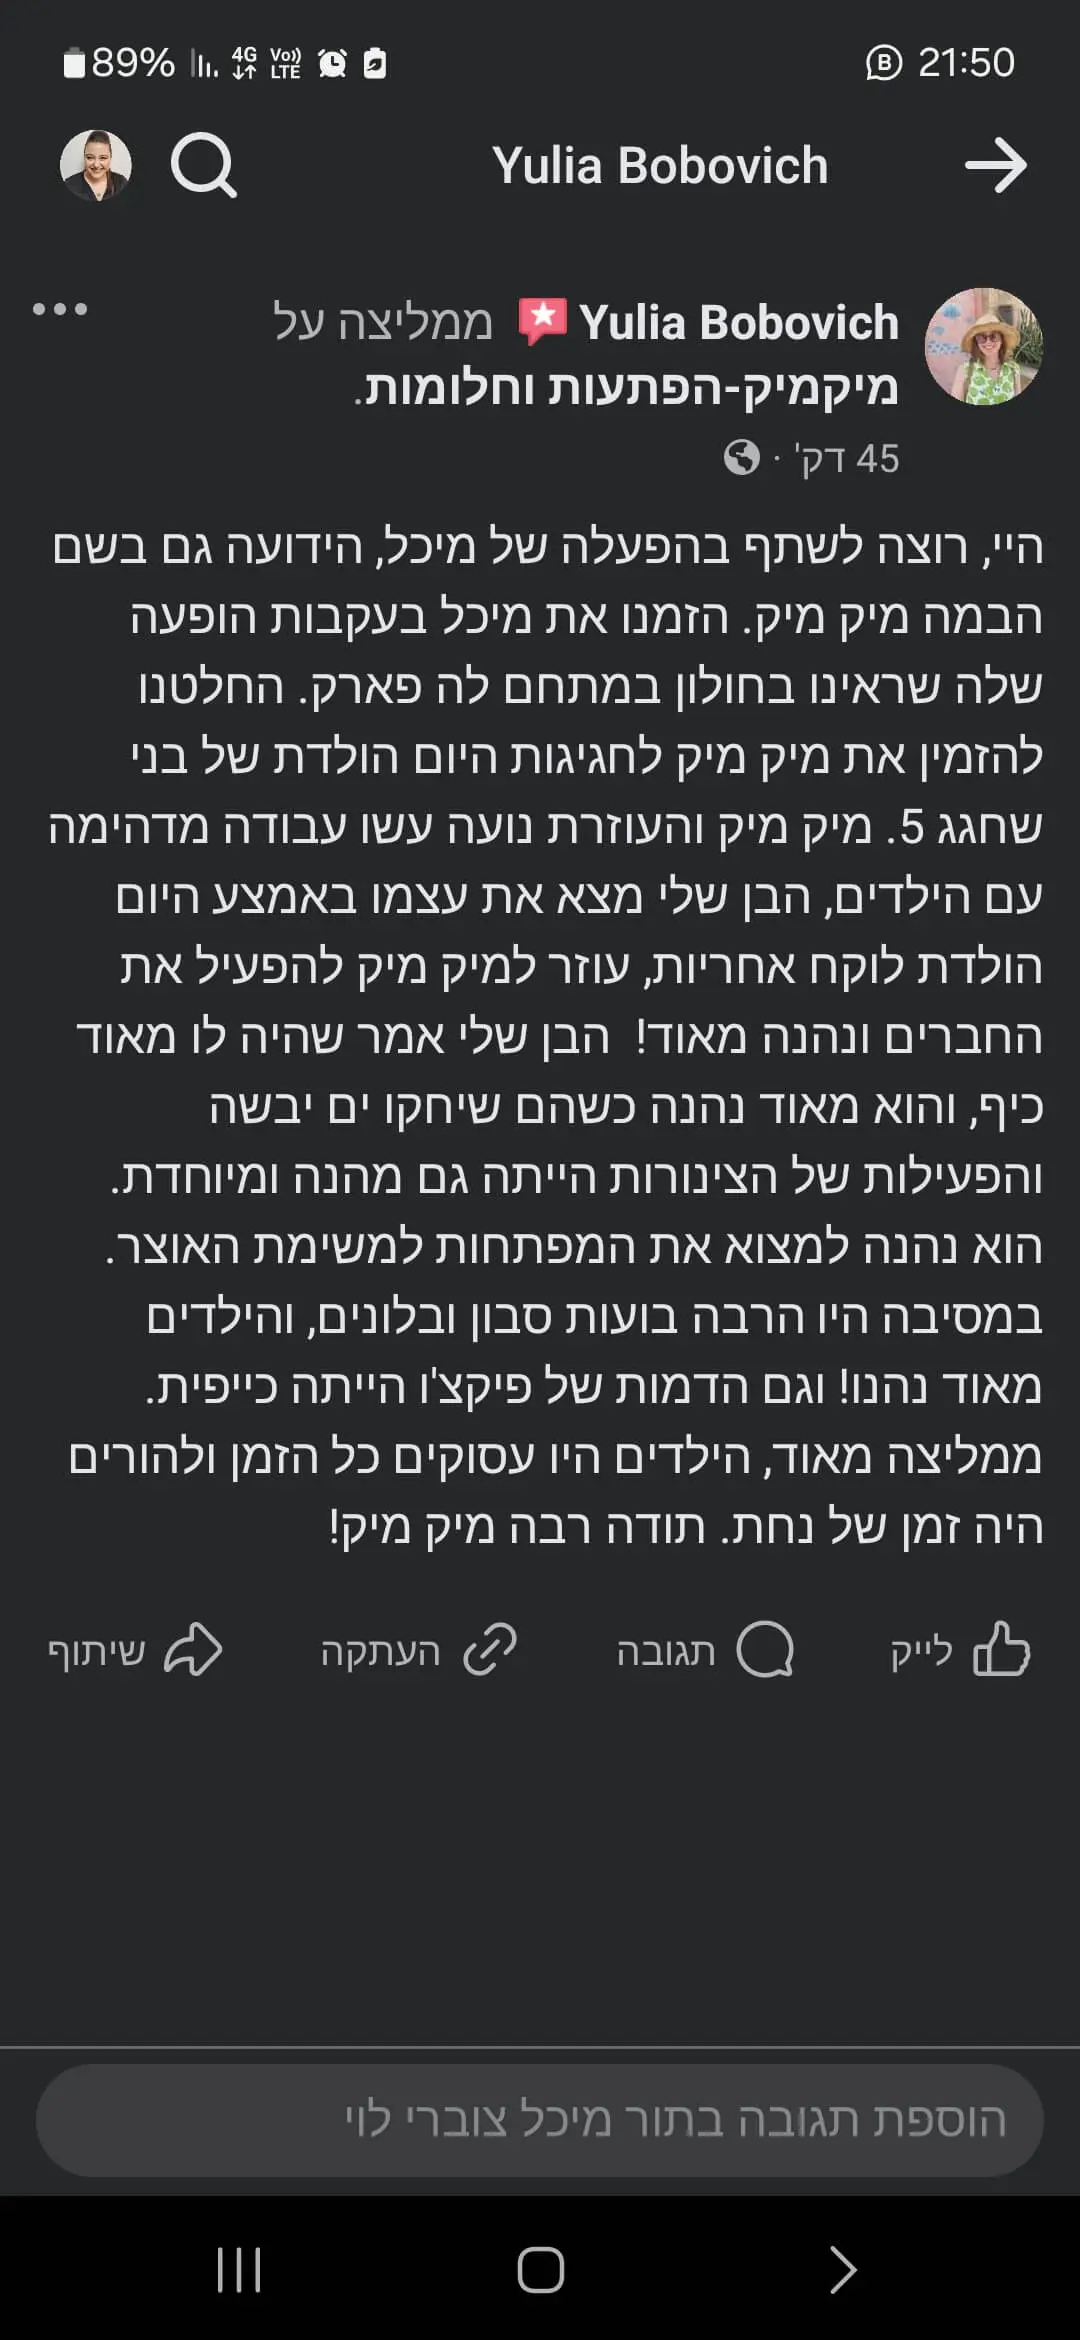 89% 4G Vo)) LTE B 21:50
Yulia Bobovich
Yulia Bobovich ממליצה על
מיקמיק-הפתעות וחלומות.
45 דק' ·
היי, רוצה לשתף בהפעלה של מיכל, הידועה גם בשם
הבמה מיק מיק. הזמנו את מיכל בעקבות הופעה
שלה שראינו בחולון במתחם לה פארק. החלטנו
להזמין את מיק מיק לחגיגות היום הולדת של בני
שחגג 5. מיק מיק והעוזרת נועה עשו עבודה מדהימה
עם הילדים, הבן שלי מצא את עצמו באמצע היום
הולדת לוקח אחריות, עוזר למיק מיק להפעיל את
החברים ונהנה מאוד!  הבן שלי אמר שהיה לו מאוד
כיף, והוא מאוד נהנה כשהם שיחקו ים יבשה
והפעילות של הצינורות הייתה גם מהנה ומיוחדת.
הוא נהנה למצוא את המפתחות למשימת האוצר.
במסיבה היו הרבה בועות סבון ובלונים, והילדים
מאוד נהנו! וגם הדמות של פיקצ'ו הייתה כייפית.
ממליצה מאוד, הילדים היו עסוקים כל הזמן ולהורים
היה זמן של נחת. תודה רבה מיק מיק!
לייק תגובה העתקה שיתוף
הוספת תגובה בתור מיכל צוברי לוי